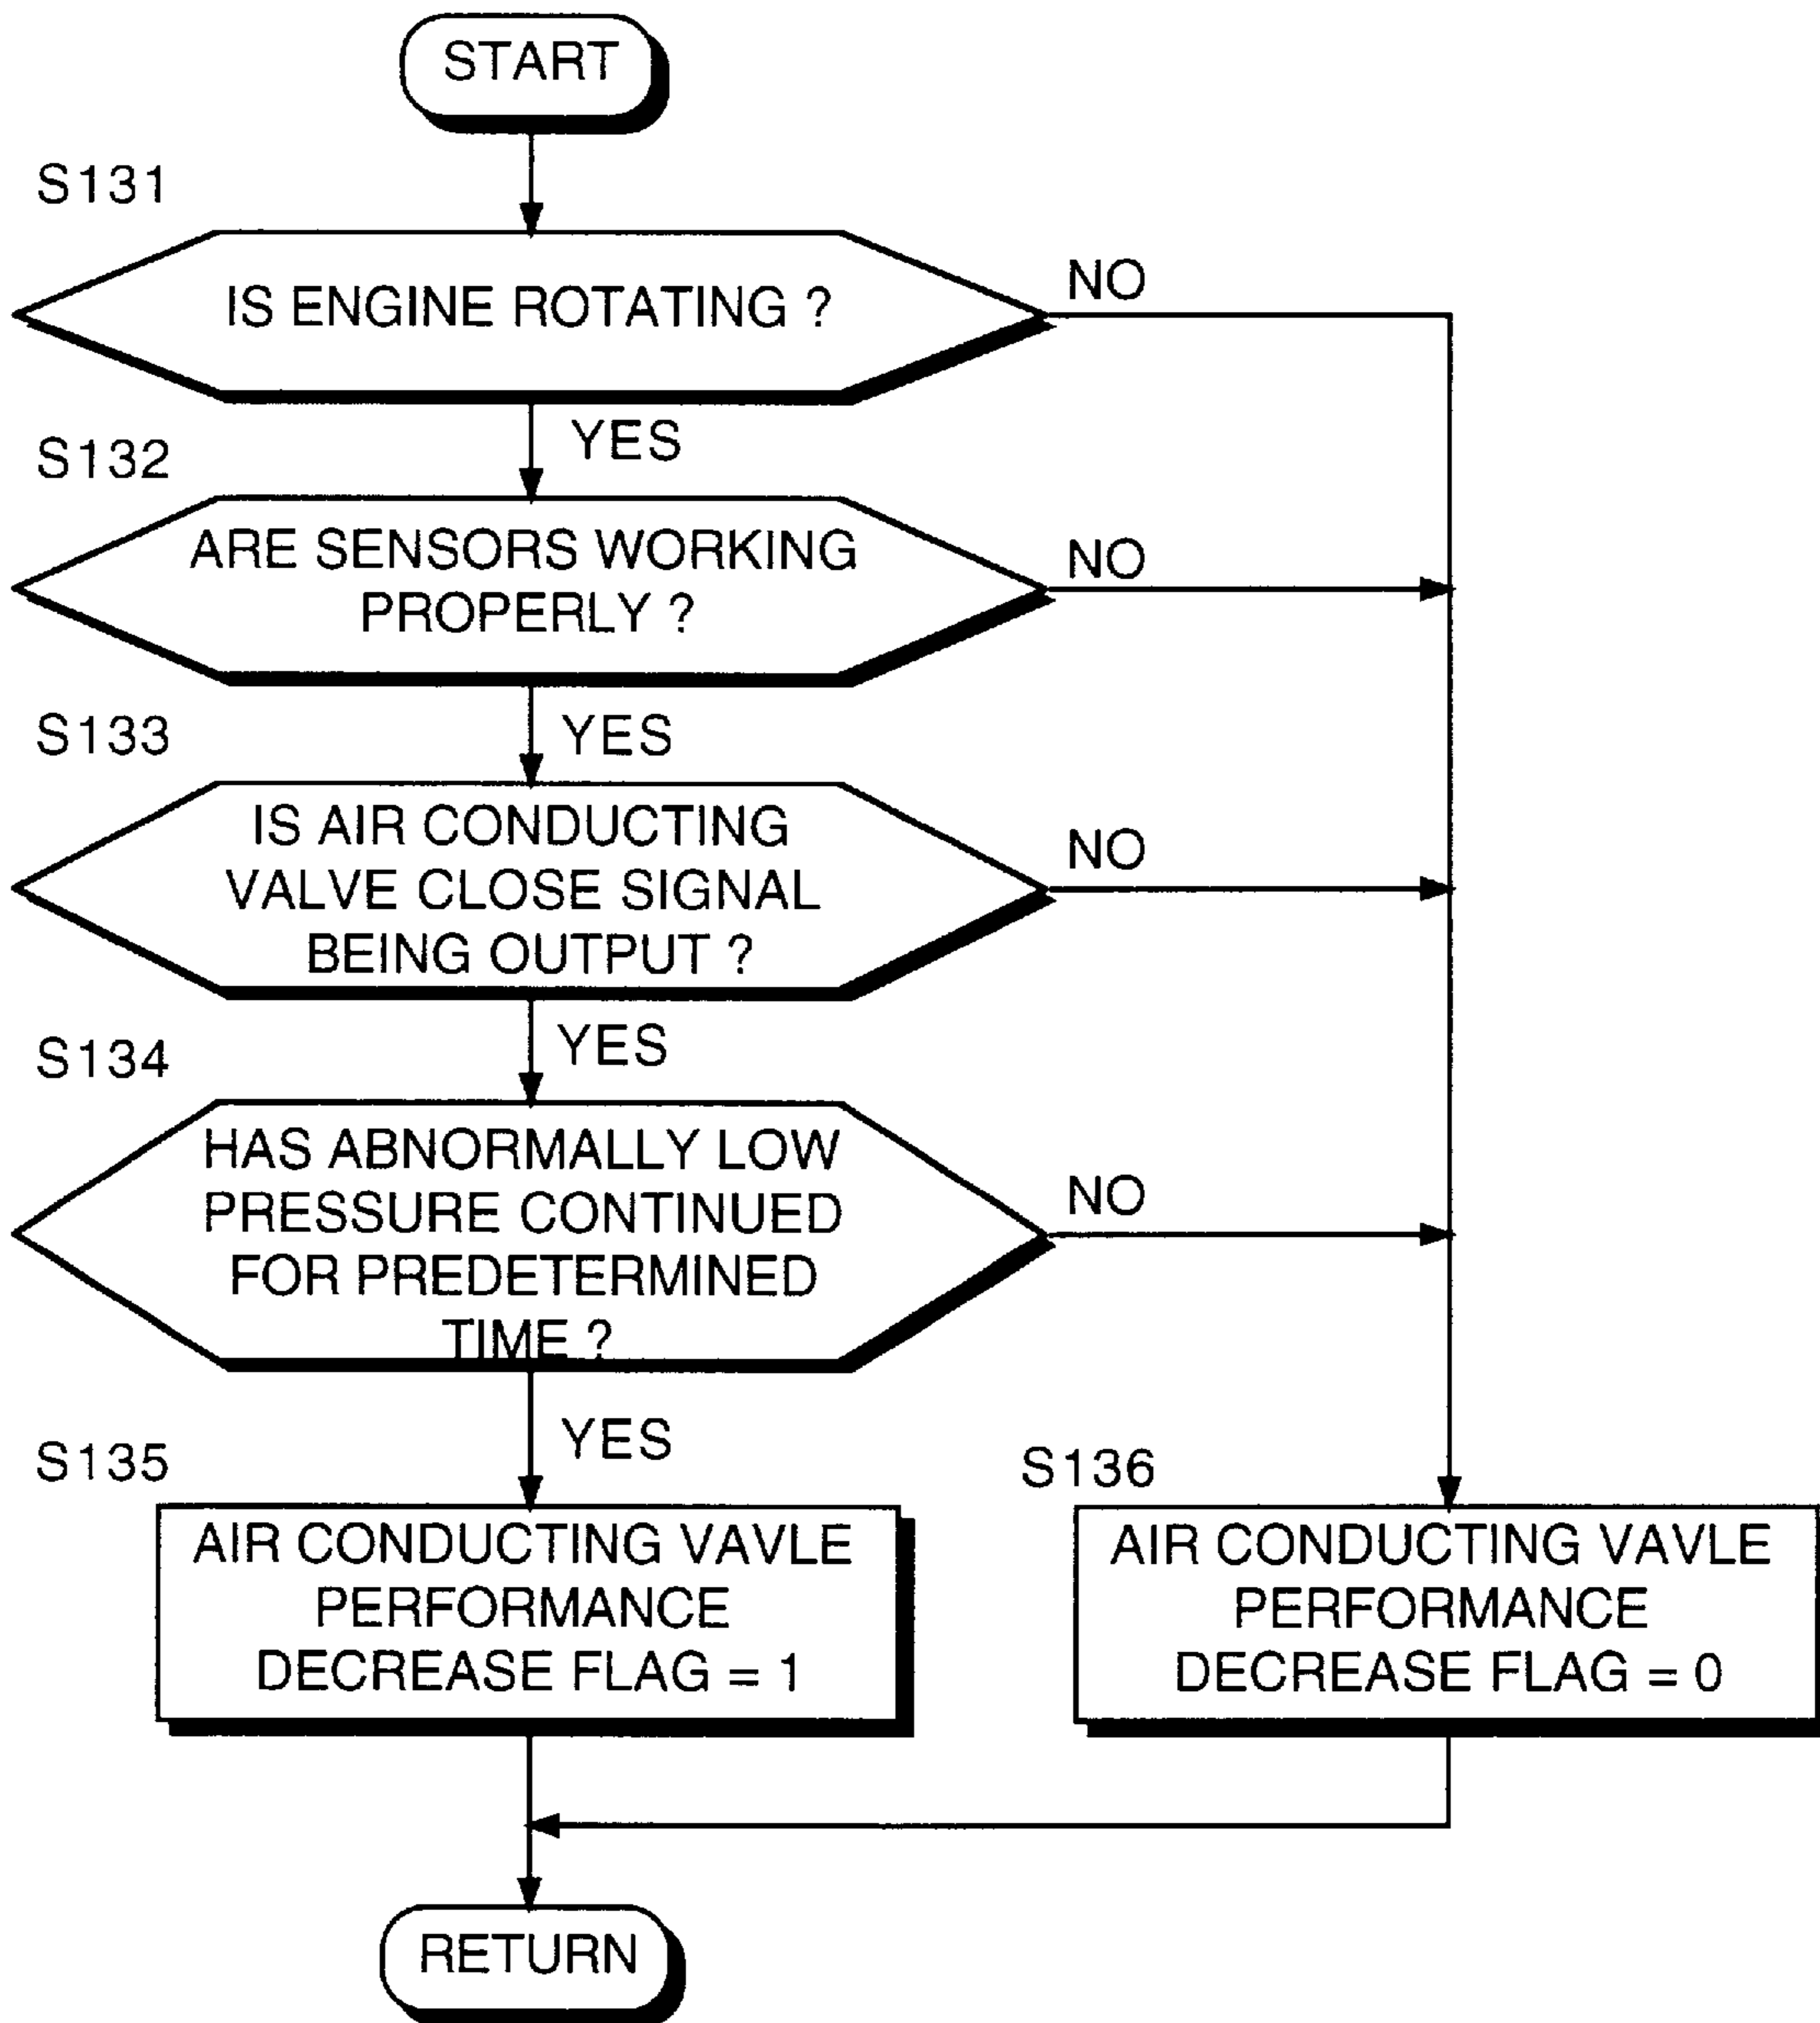 START
S131
IS ENGINE ROTATING ?
NO
YES
S132
ARE SENSORS WORKING
PROPERLY ?
NO
YES
S133
IS AIR CONDUCTING
VALVE CLOSE SIGNAL
BEING OUTPUT ?
NO
YES
S134
HAS ABNORMALLY LOW
PRESSURE CONTINUED
FOR PREDETERMINED
TIME ?
NO
YES
S135
AIR CONDUCTING VAVLE
PERFORMANCE
DECREASE FLAG = 1
S136
AIR CONDUCTING VAVLE
PERFORMANCE
DECREASE FLAG = 0
RETURN